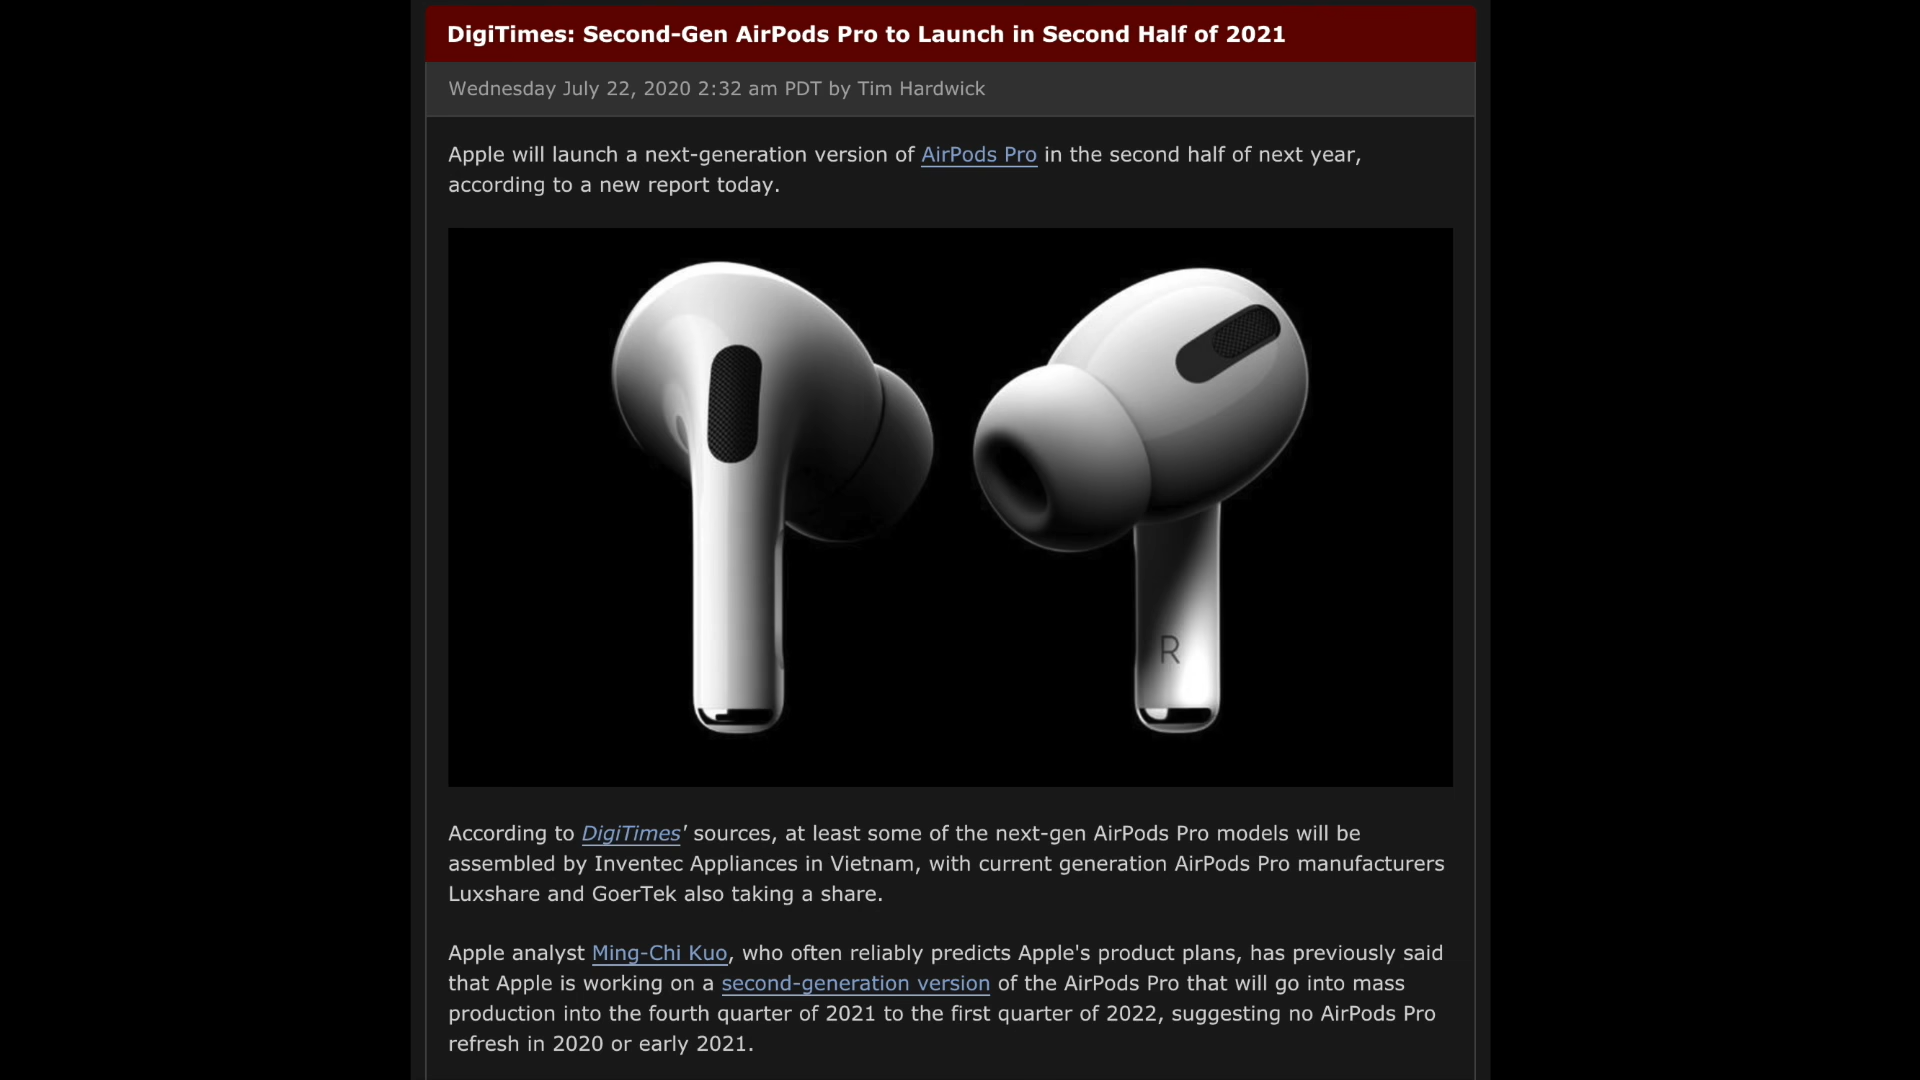 DigiTimes: Second-Gen AirPods Pro to Launch in Second Half of 2021
Wednesday July 22, 2020 2:32 am PDT by Tim Hardwick
Apple will launch a next-generation version of AirPods Pro in the second half of next year,
according to a new report today.
R
According to DigiTimes' sources, at least some of the next-gen AirPods Pro models will be
assembled by Inventec Appliances in Vietnam, with current generation AirPods Pro manufacturers
Luxshare and GoerTek also taking a share.
Apple analyst Ming-Chi Kuo, who often reliably predicts Apple's product plans, has previously said
that Apple is working on a second-generation version of the AirPods Pro that will go into mass
production into the fourth quarter of 2021 to the first quarter of 2022, suggesting no AirPods Pro
refresh in 2020 or early 2021.